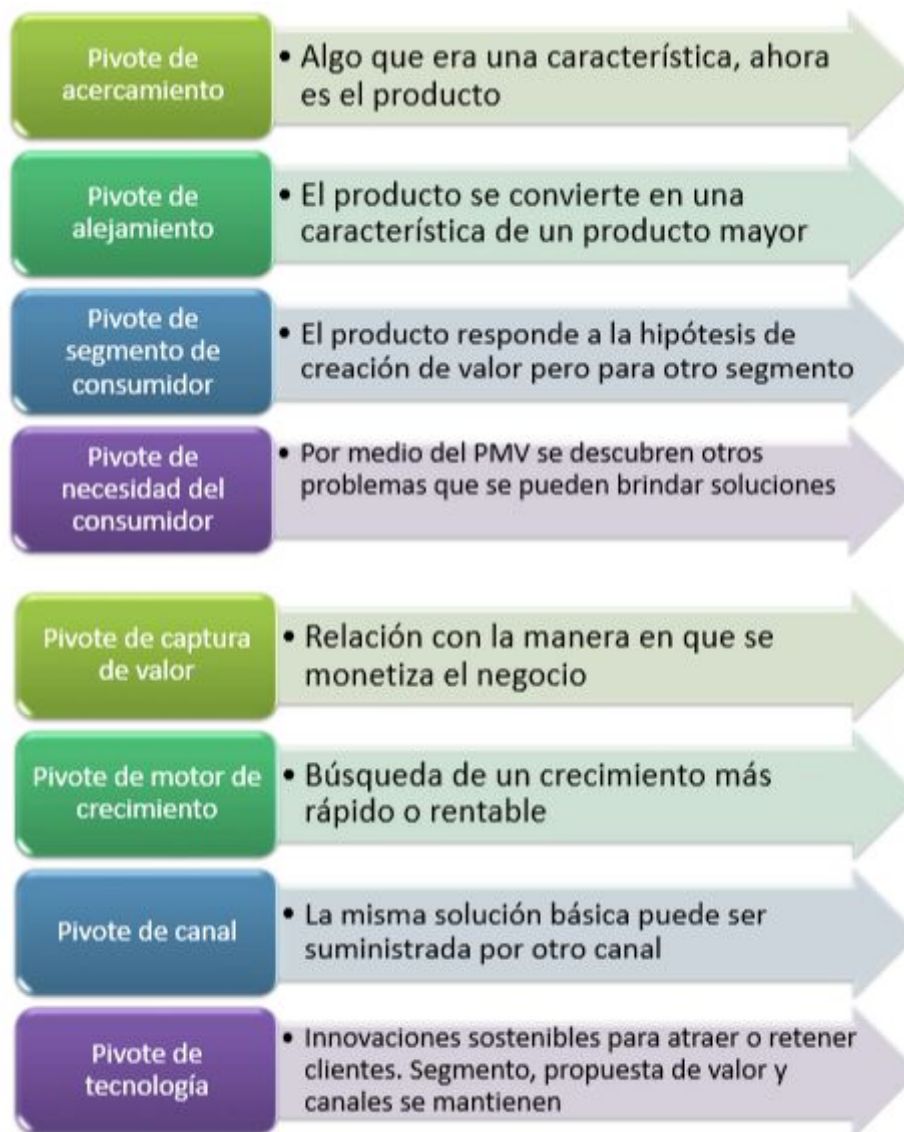 Pivote de
acercamiento
• Algo que era una característica, ahora
es el producto
Pivote de
alejamiento
• El producto se convierte en una
característica de un producto mayor
Pivote de
segmento de
consumidor
• El producto responde a la hipótesis de
creación de valor pero para otro segmento
Pivote de
necesidad del
consumidor
• Por medio del PMV se descubren otros
problemas que se pueden brindar soluciones
Pivote de captura
de valor
• Relación con la manera en que se
monetiza el negocio
Pivote de motor de
crecimiento
• Búsqueda de un crecimiento más
rápido o rentable
Pivote de canal
• La misma solución básica puede ser
suministrada por otro canal
Pivote de
tecnología
• Innovaciones sostenibles para atraer o retener
clientes. Segmento, propuesta de valor y
canales se mantienen